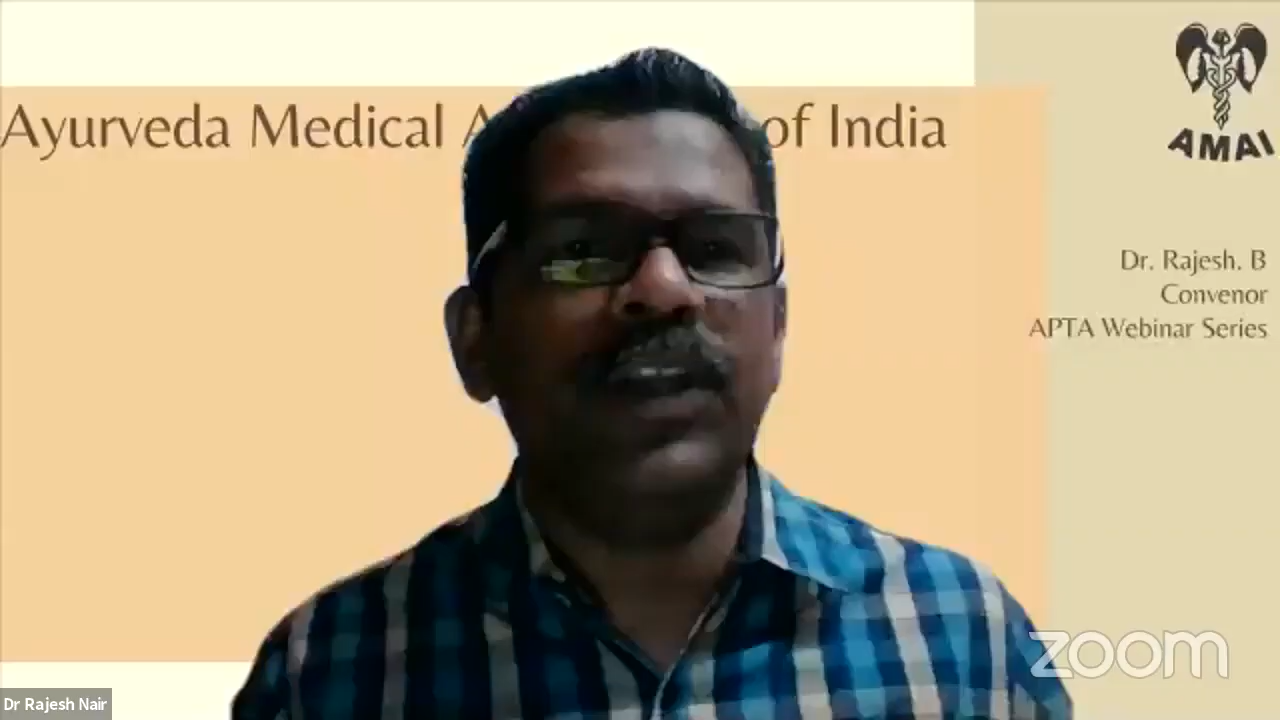 Ayurveda Medical A of India
AMAI
Dr. Rajesh. B
Convenor
APTA Webinar Series
zoom
Dr Rajesh Nair